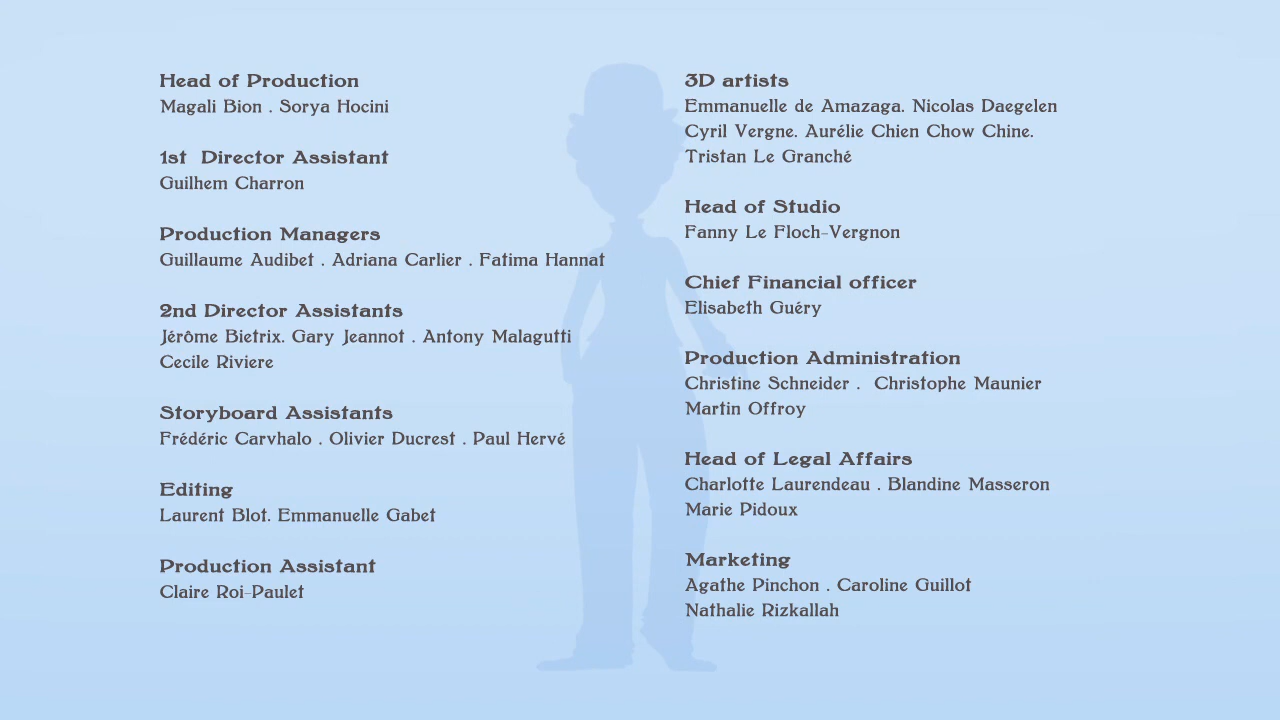 Head of Production
Magali Bion . Sorya Hocini
1st  Director Assistant
Guilhem Charron
Production Managers
Guillaume Audibet . Adriana Carlier . Fatima Hannat
2nd Director Assistants
Jérôme Bietrix. Gary Jeannot . Antony Malagutti
Cecile Riviere
Storyboard Assistants
Frédéric Carvhalo . Olivier Ducrest . Paul Hervé
Editing
Laurent Blot. Emmanuelle Gabet
Production Assistant
Claire Roi-Paulet
3D artists
Emmanuelle de Amazaga. Nicolas Daegelen
Cyril Vergne. Aurélie Chien Chow Chine.
Tristan Le Granché
Head of Studio
Fanny Le Floch-Vergnon
Chief Financial officer
Elisabeth Guéry
Production Administration
Christine Schneider .  Christophe Maunier
Martin Offroy
Head of Legal Affairs
Charlotte Laurendeau . Blandine Masseron
Marie Pidoux
Marketing
Agathe Pinchon . Caroline Guillot
Nathalie Rizkallah